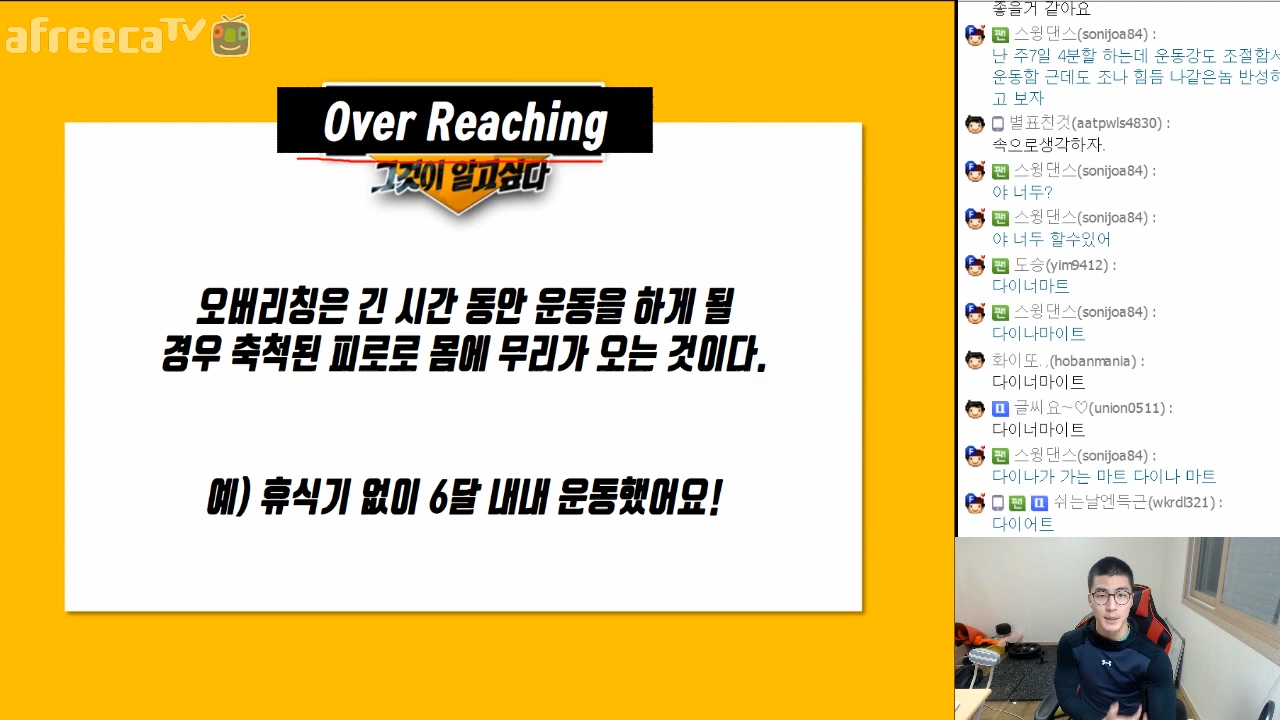 afreecaTV
Over Reaching
그것이 알고싶다
오버리칭은 긴 시간 동안 운동을 하게 될
경우 축척된 피로로 몸에 무리가 오는 것이다.
예) 휴식기 없이 6달 내내 운동했어요!
좋을거 같아요
팬 스윙댄스(sonijoa84) :
난 주7일 4분할 하는데 운동강도 조절함서
운동함 근데도 조나 힘듬 나같은놈 반성하
고 보자
별표친것(aatpwls4830) :
속으로생각하자.
팬 스윙댄스(sonijoa84) :
야 너두?
팬 스윙댄스(sonijoa84) :
야 너두 할수있어
팬 도승(yim9412) :
다이너마트
팬 스윙댄스(sonijoa84) :
다이나마이트
화이또.,(hobanmania) :
다이너마이트
글씨요~♡(union0511) :
다이너마이트
팬 스윙댄스(sonijoa84) :
다이나가 가는 마트 다이나 마트
팬 쉬는날엔득근(wkrdl321) :
다이어트